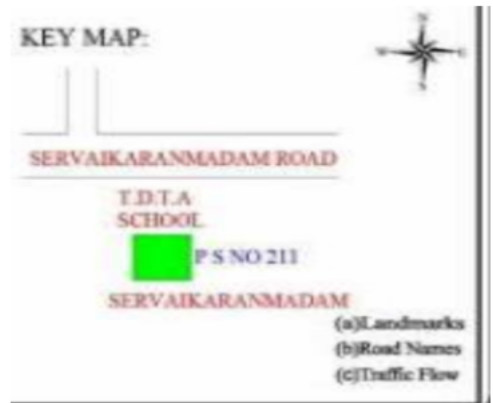 KEY MAP:
N
S
SERVAIKARANMADAM ROAD
T.D.T.A
SCHOOL
P S NO 211
SERVAIKARANMADAM
(a)Landmarks
(b)Road Names
(c)Traffic Flow